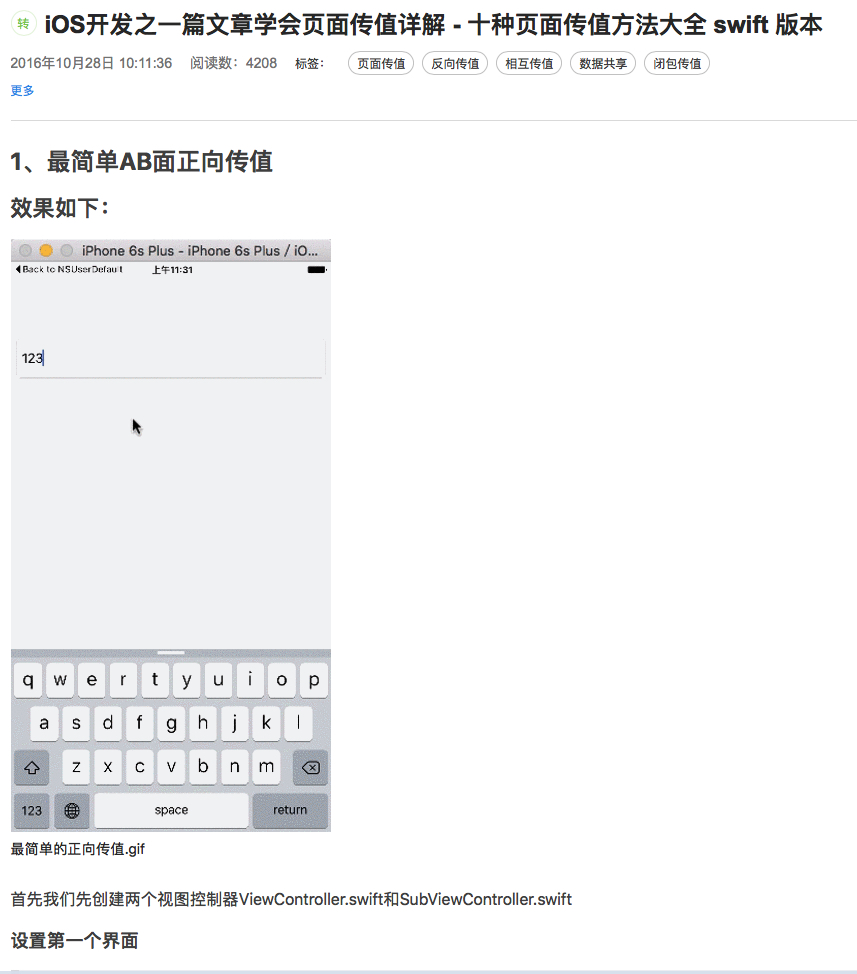 转 iOS开发之一篇文章学会页面传值详解 - 十种页面传值方法大全 swift 版本
2016年10月28日 10:11:36 阅读数：4208 标签： 页面传值 反向传值 相互传值 数据共享 闭包传值
更多
1、最简单AB面正向传值
效果如下：
iPhone 6s Plus - iPhone 6s Plus / iO...
Back to NSUserDefault 上午11:31
123
q w e r t y u i o p
a s d f g h j k l
z x c v b n m
123 space return
最简单的正向传值.gif
首先我们先创建两个视图控制器ViewController.swift和SubViewController.swift
设置第一个界面